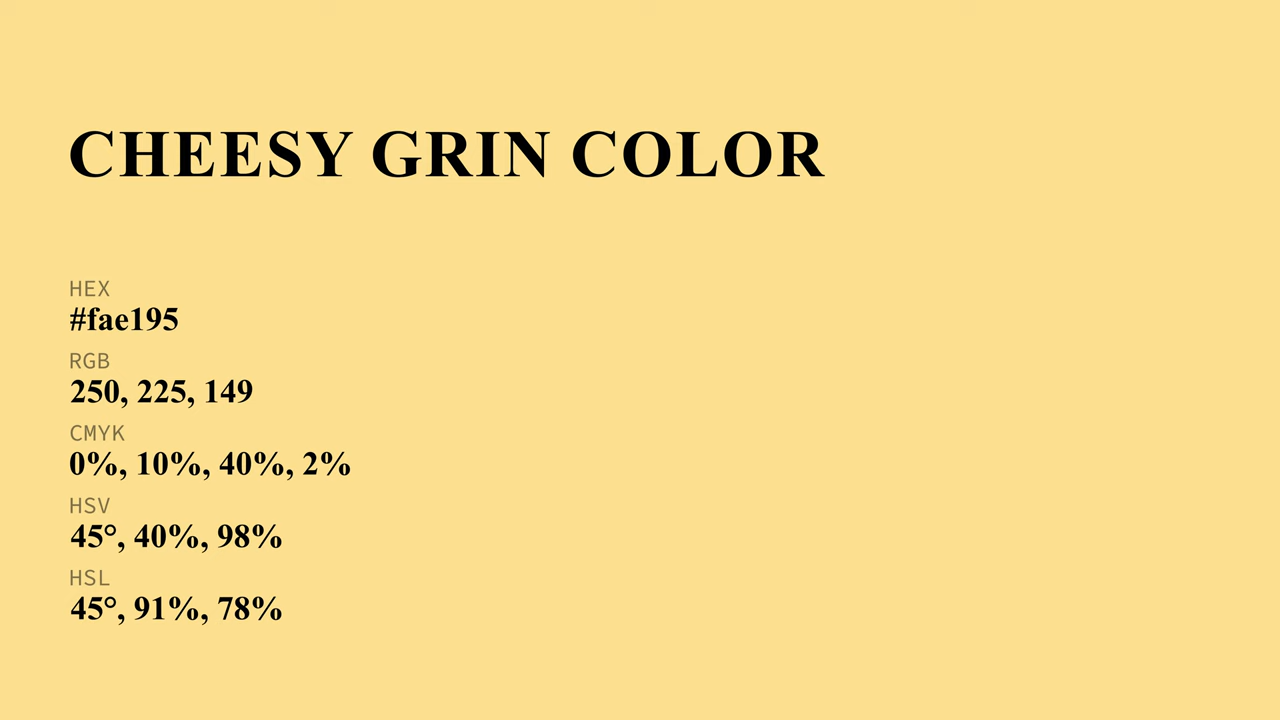 CHEESY GRIN COLOR
HEX
#fae195
RGB
250, 225, 149
CMYK
0%, 10%, 40%, 2%
HSV
45°, 40%, 98%
HSL
45°, 91%, 78%